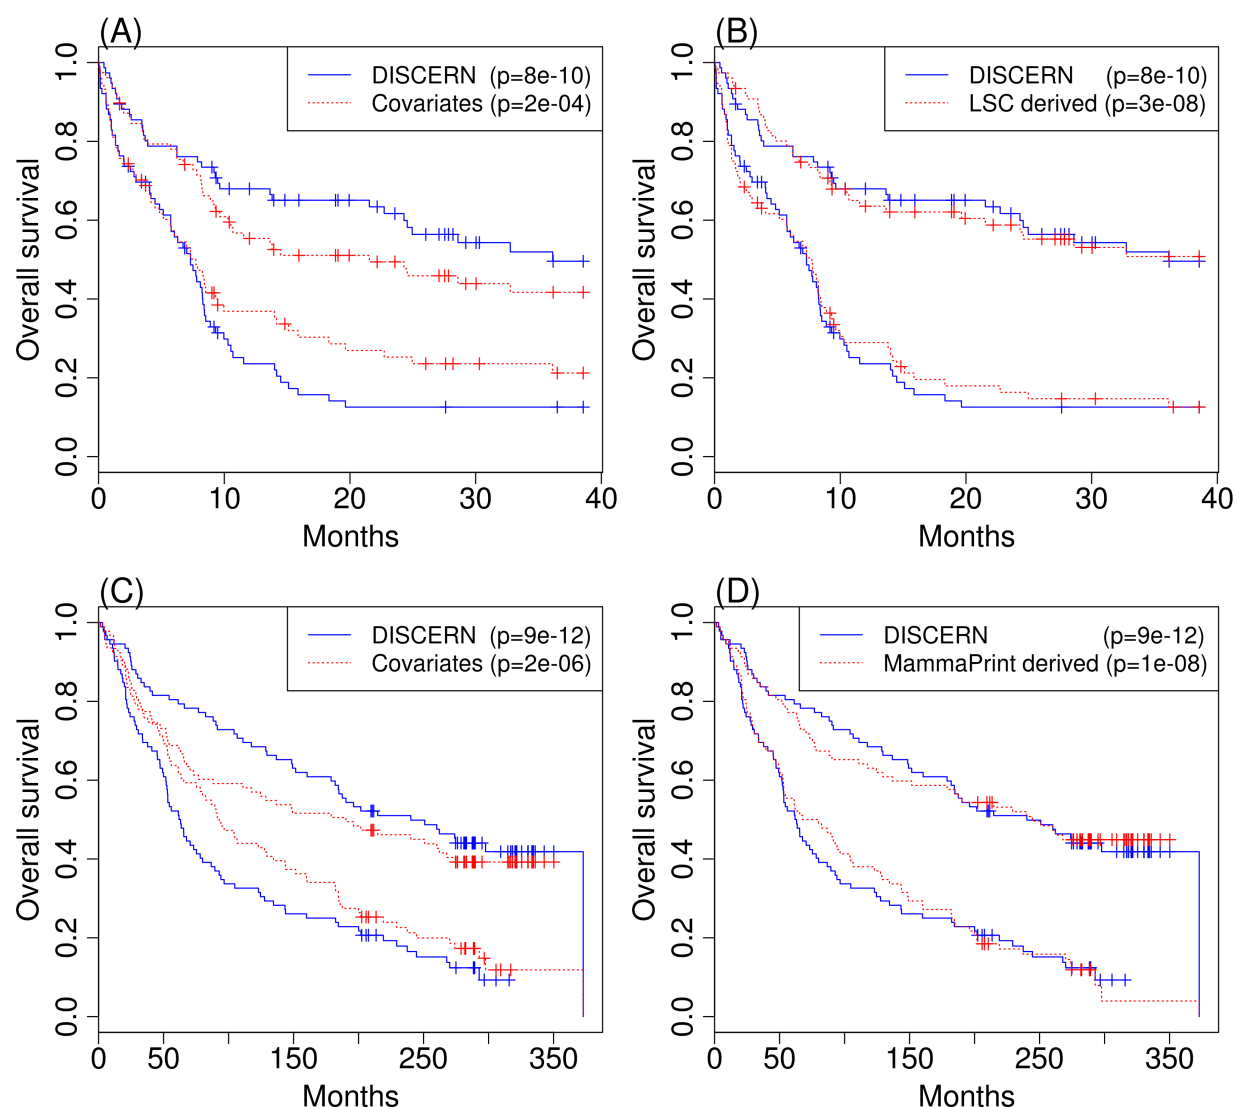 (A)
DISCERN (p=8e-10)
Covariates (p=2e-04)
Overall survival
0.0 0.2 0.4 0.6 0.8 1.0
0 10 20 30 40
Months
(B)
DISCERN (p=8e-10)
LSC derived (p=3e-08)
Overall survival
0.0 0.2 0.4 0.6 0.8 1.0
0 10 20 30 40
Months
(C)
DISCERN (p=9e-12)
Covariates (p=2e-06)
Overall survival
0.0 0.2 0.4 0.6 0.8 1.0
0 50 150 250 350
Months
(D)
DISCERN (p=9e-12)
MammaPrint derived (p=1e-08)
Overall survival
0.0 0.2 0.4 0.6 0.8 1.0
0 50 150 250 350
Months